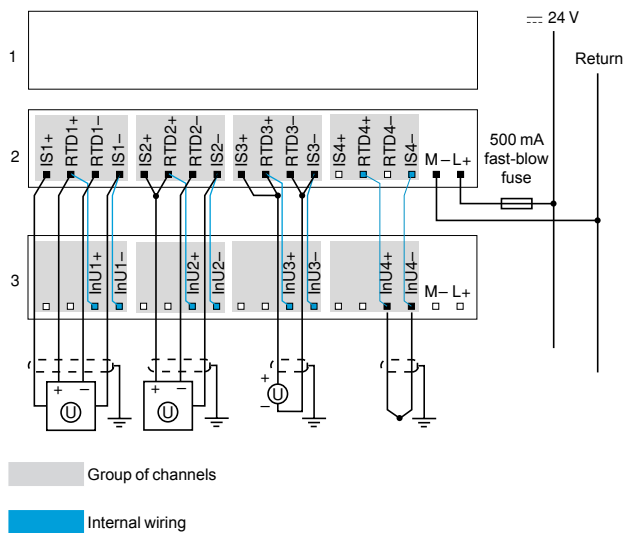 ⎓ 24 V
Return
1
IS1+ RTD1+ RTD1– IS1– IS2+ RTD2+ RTD2– IS2– IS3+ RTD3+ RTD3– IS3– IS4+ RTD4+ RTD4– IS4–
2
M – L+
500 mA
fast-blow
fuse
3
InU1+ InU1– InU2+ InU2– InU3+ InU3– InU4+ InU4–
M – L+
+ – + – +
U U U
–
Group of channels
Internal wiring